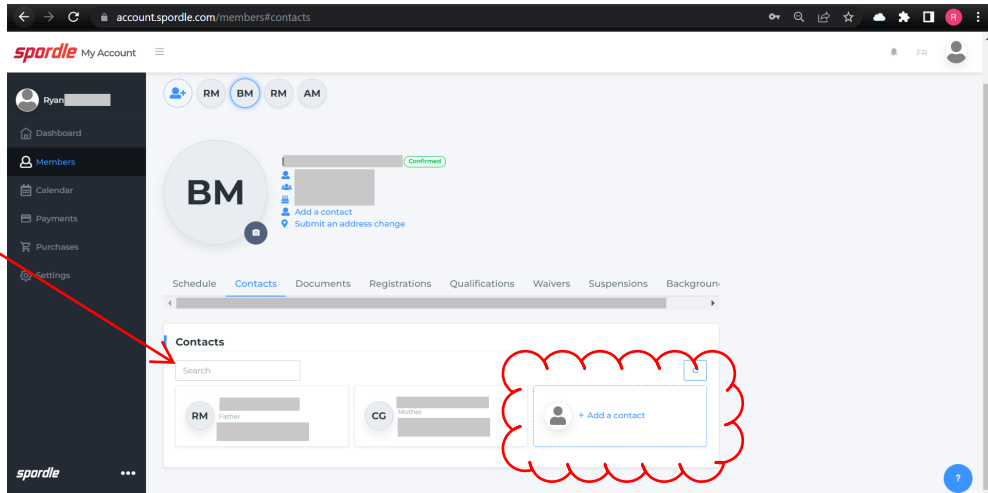 account.spordle.com/members#contacts
R
spordle My Account
FR
RM BM RM AM
Ryan
Dashboard
Members
Calendar
Payments
Purchases
Settings
BM
Confirmed
Add a contact
Submit an address change
Schedule Contacts Documents Registrations Qualifications Waivers Suspensions
Contacts
Search
RM
Father
CG
Mother
+ Add a contact
spordle
?